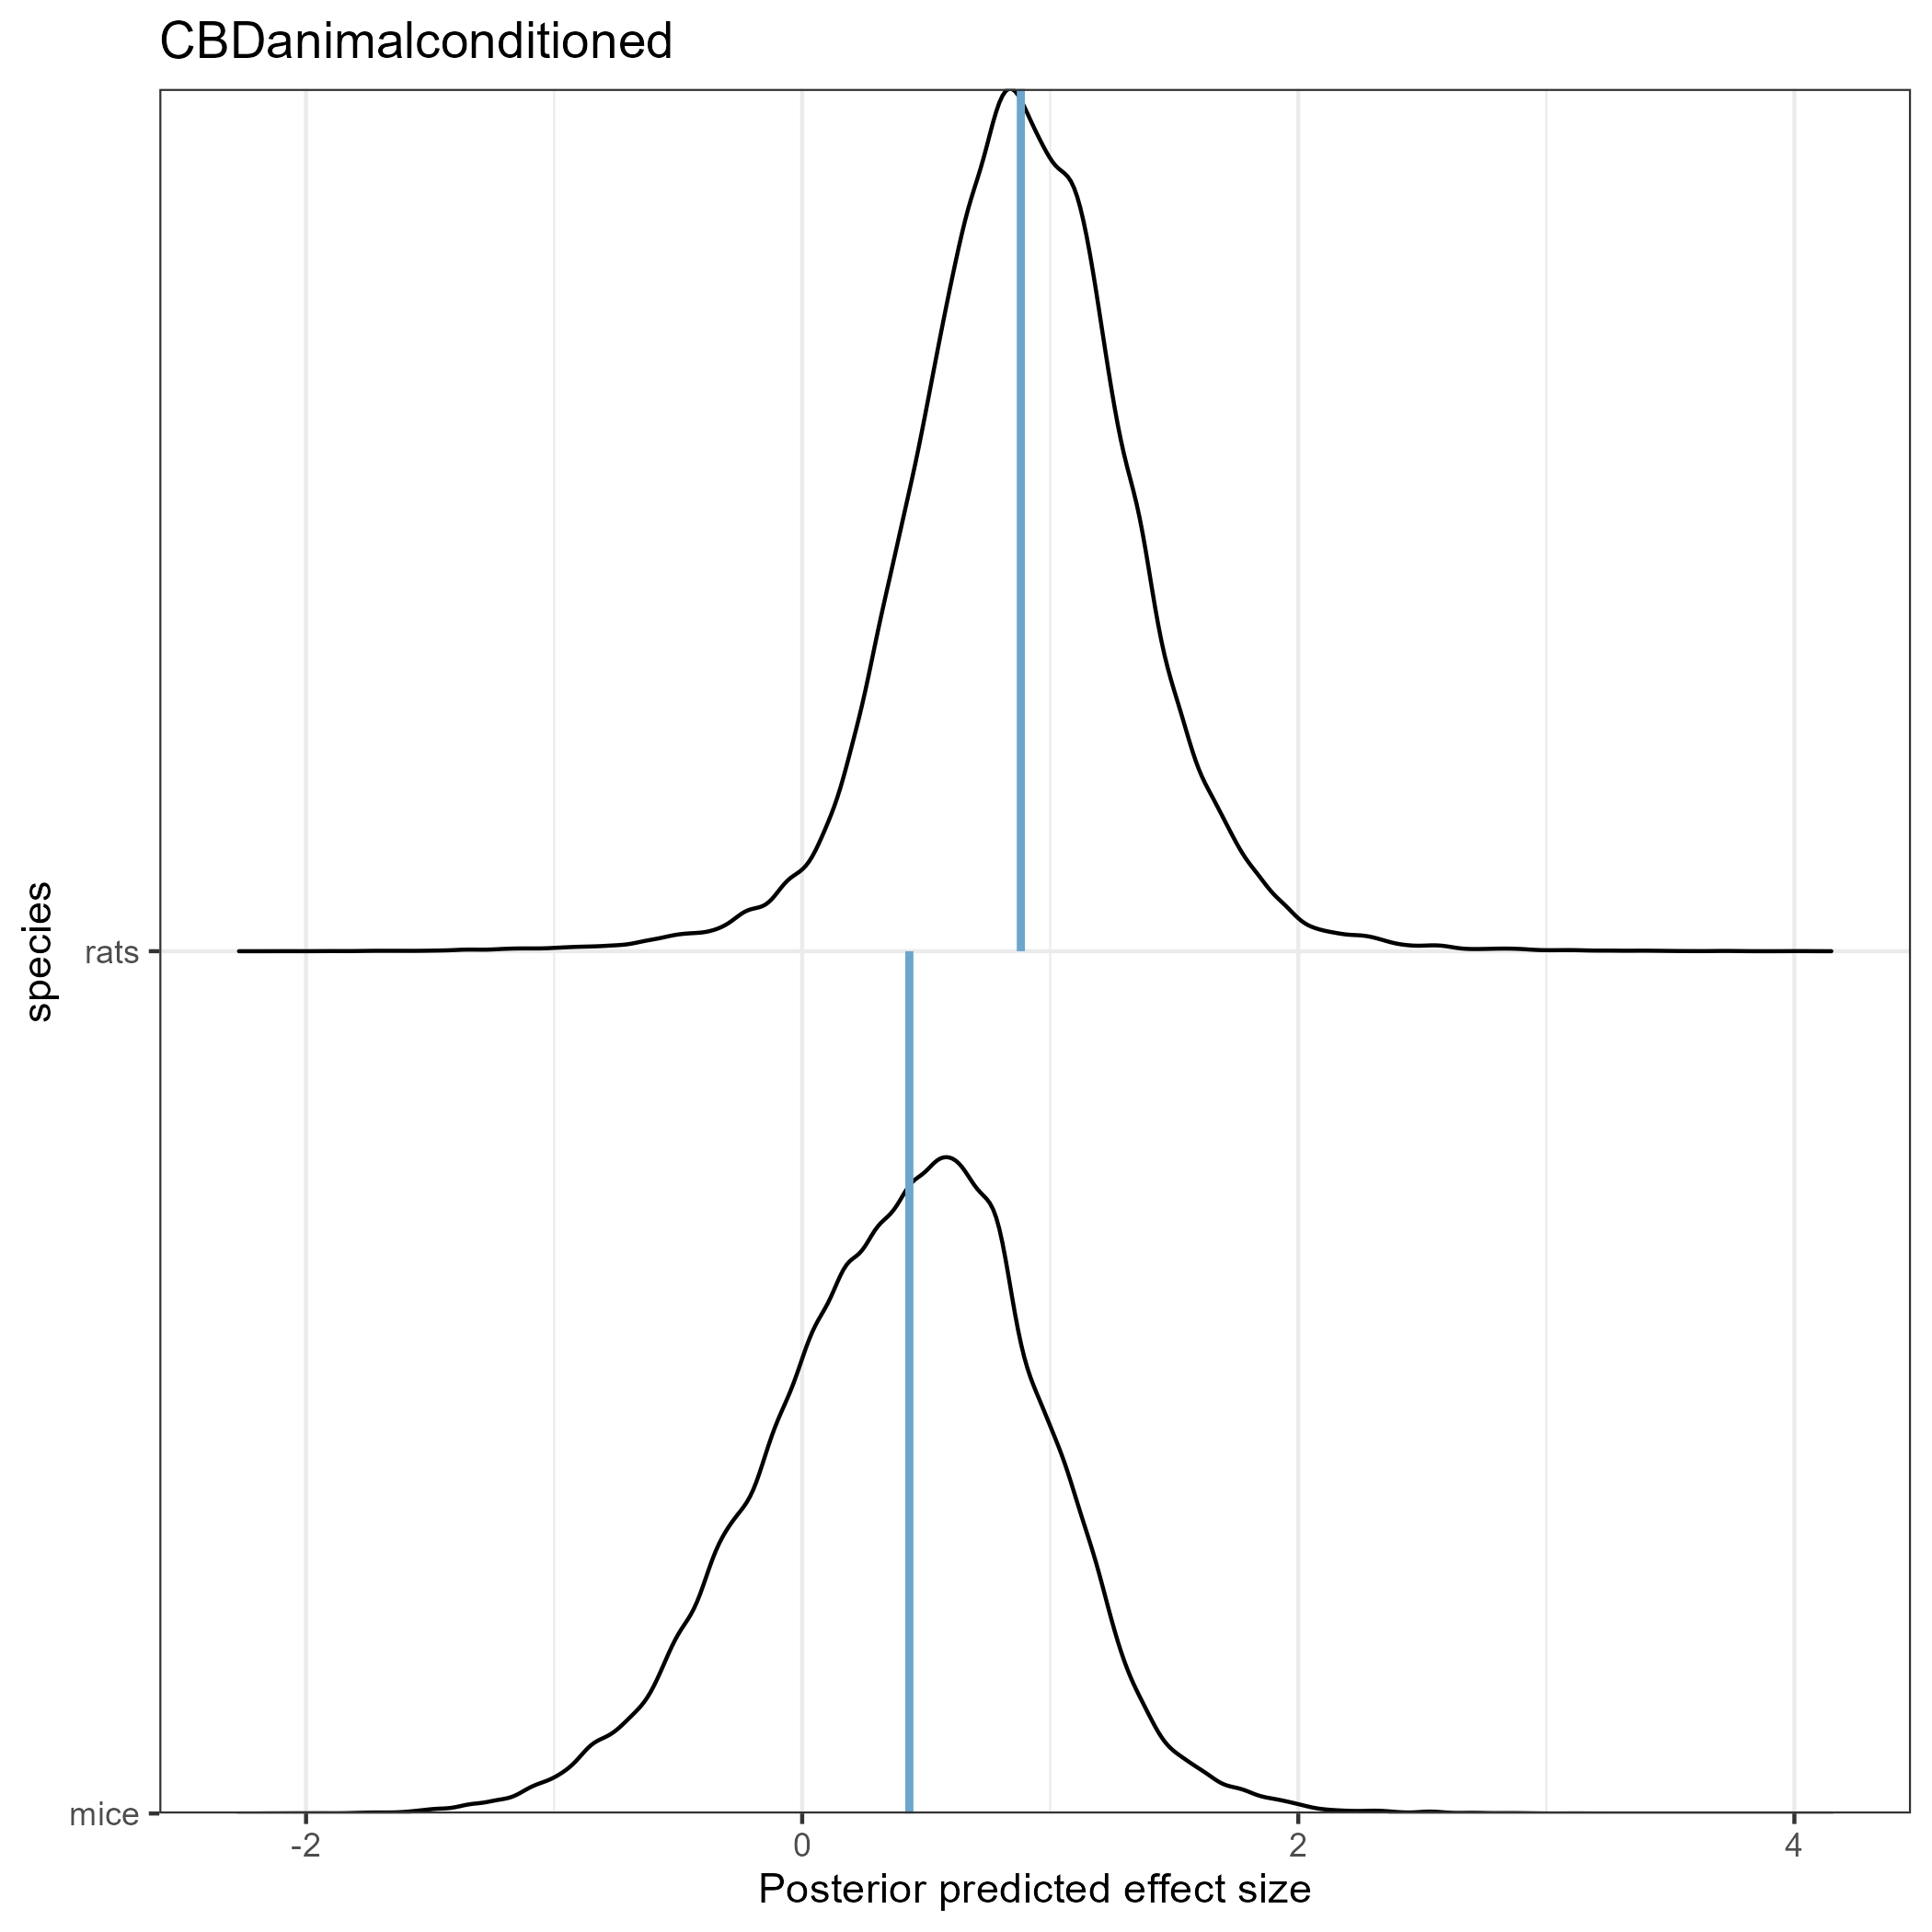 CBDanimalconditioned
species
rats
mice
-2 0 2 4
Posterior predicted effect size